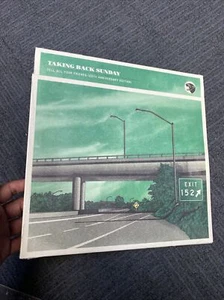 TAKING BACK SUNDAY
TELL ALL YOUR FRIENDS 20TH ANNIVERSARY EDITION
EXIT
152